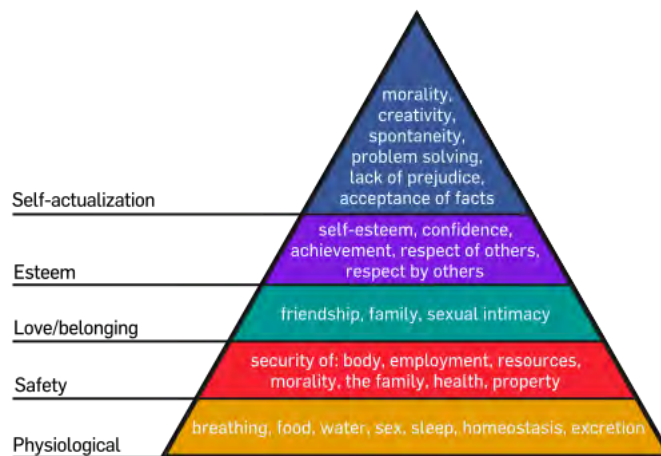 morality,
creativity,
spontaneity,
problem solving,
lack of prejudice,
acceptance of facts
Self-actualization
self-esteem, confidence,
achievement, respect of others,
respect by others
Esteem
friendship, family, sexual intimacy
Love/belonging
security of: body, employment, resources,
morality, the family, health, property
Safety
breathing, food, water, sex, sleep, homeostasis, excretion
Physiological